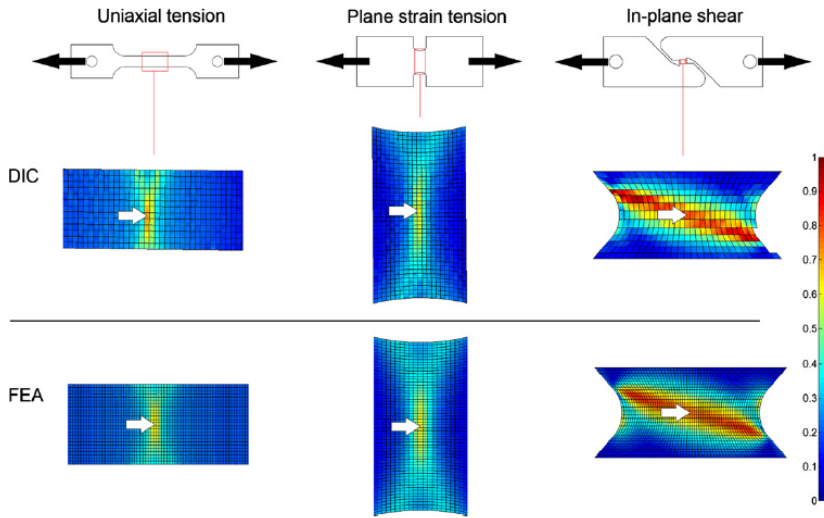 Uniaxial tension
Plane strain tension
In-plane shear
DIC
FEA
1
0.9
0.8
0.7
0.6
0.5
0.4
0.3
0.2
0.1
0